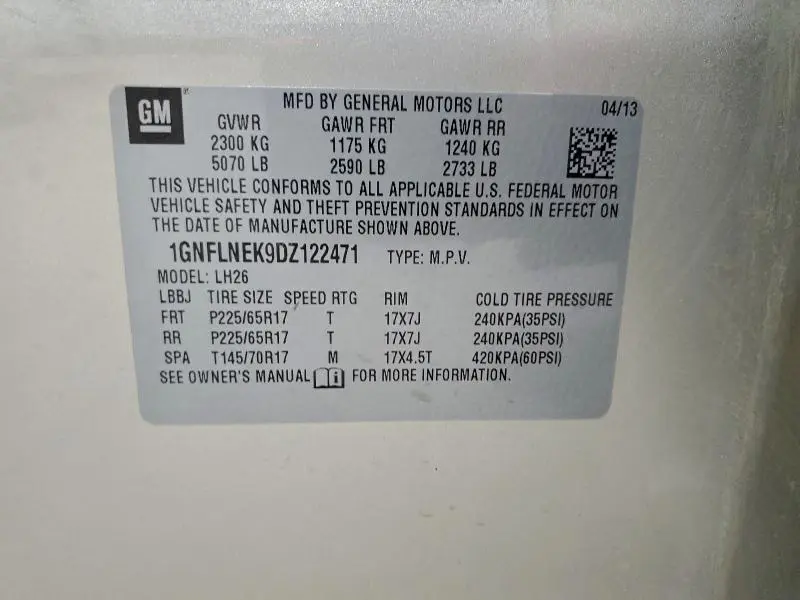 GM
MFD BY GENERAL MOTORS LLC 04/13
GVWR GAWR FRT GAWR RR
2300 KG 1175 KG 1240 KG
5070 LB 2590 LB 2733 LB
THIS VEHICLE CONFORMS TO ALL APPLICABLE U.S. FEDERAL MOTOR
VEHICLE SAFETY AND THEFT PREVENTION STANDARDS IN EFFECT ON
THE DATE OF MANUFACTURE SHOWN ABOVE.
1GNFLNEK9DZ122471 TYPE: M.P.V.
MODEL: LH26
LBBJ TIRE SIZE SPEED RTG RIM COLD TIRE PRESSURE
FRT P225/65R17 T 17X7J 240KPA(35PSI)
RR P225/65R17 T 17X7J 240KPA(35PSI)
SPA T145/70R17 M 17X4.5T 420KPA(60PSI)
SEE OWNER'S MANUAL i FOR MORE INFORMATION.